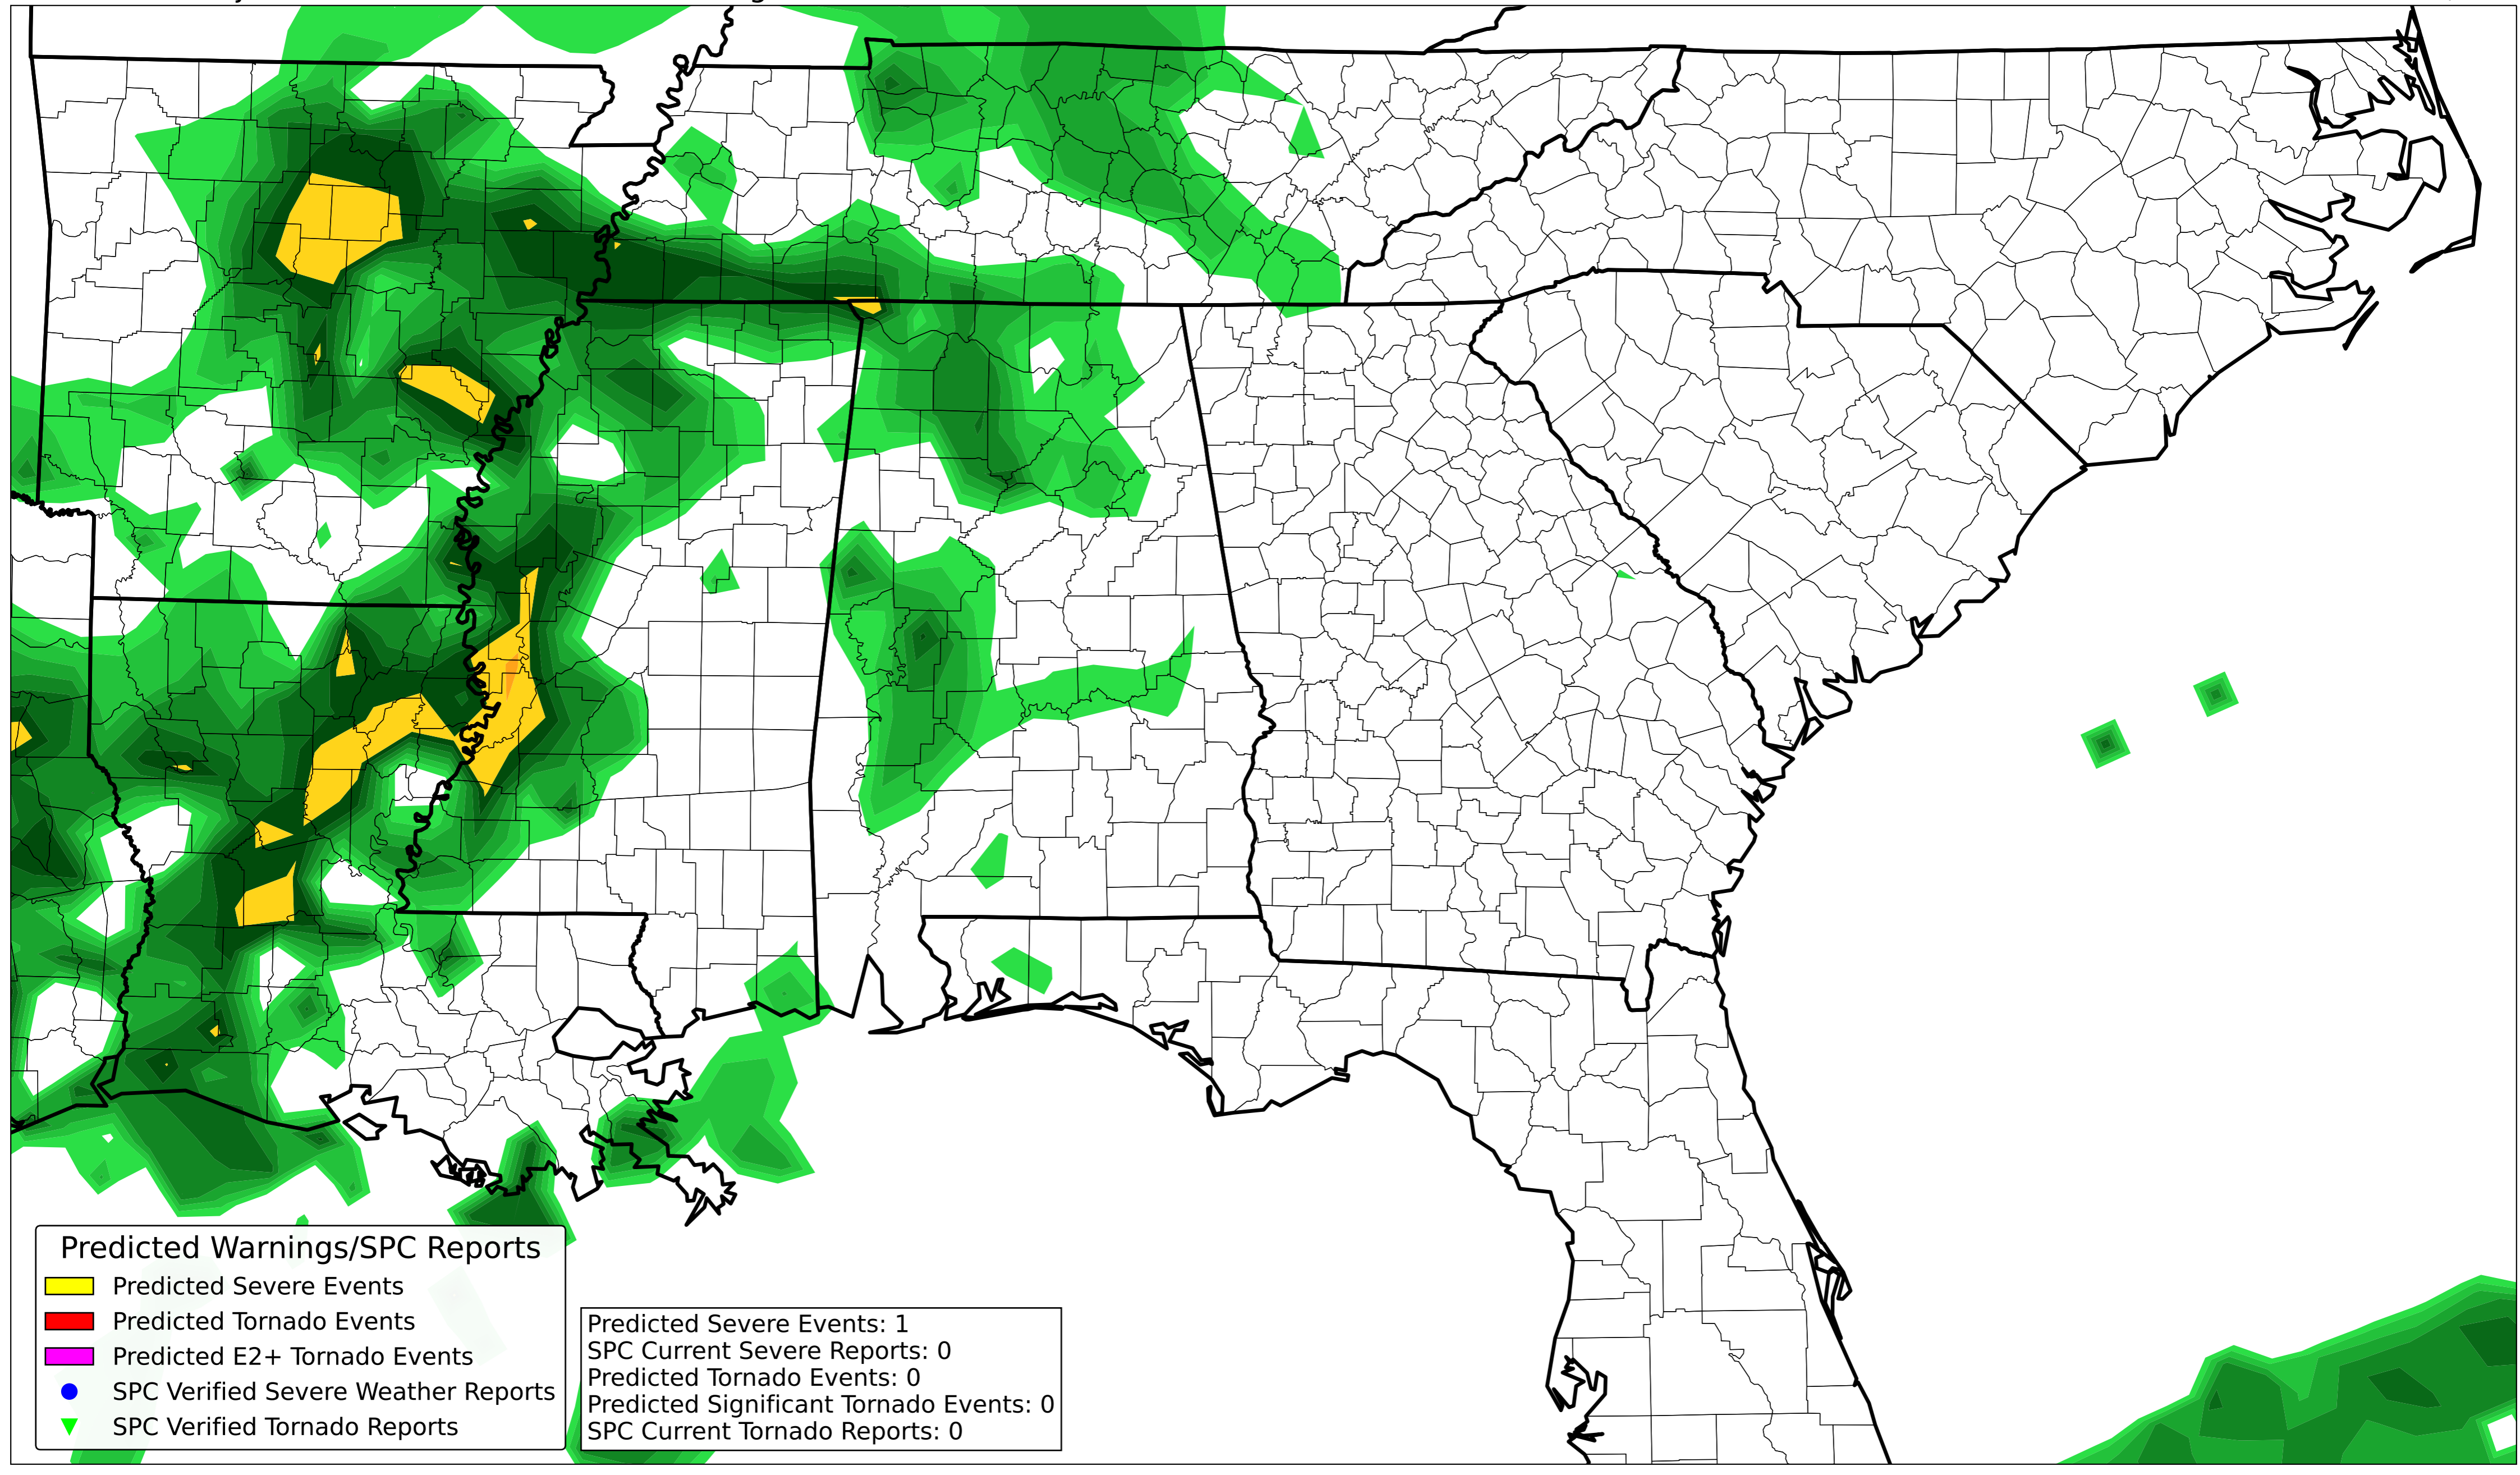 Predicted Warnings/SPC Reports
Predicted Severe Events
Predicted Tornado Events
Predicted E2+ Tornado Events
SPC Verified Severe Weather Reports
SPC Verified Tornado Reports
Predicted Severe Events: 1
SPC Current Severe Reports: 0
Predicted Tornado Events: 0
Predicted Significant Tornado Events: 0
SPC Current Tornado Reports: 0